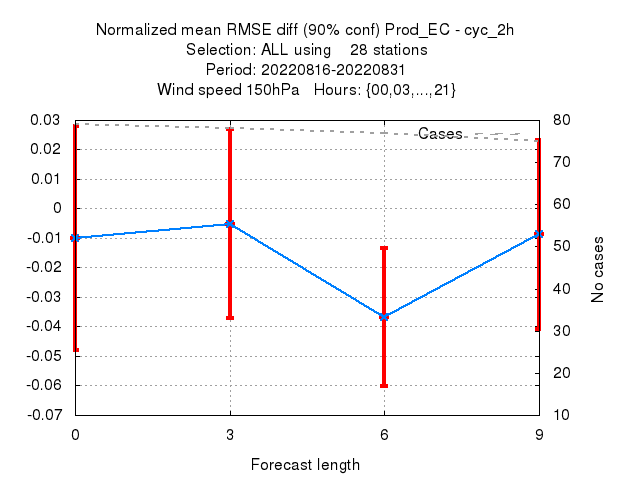 Normalized mean RMSE diff (90% conf) Prod_EC - cyc_2h
Selection: ALL using    28 stations
Period: 20220816-20220831
Wind speed 150hPa   Hours: {00,03,...,21}
0.03
0.02
0.01
0
-0.01
-0.02
-0.03
-0.04
-0.05
-0.06
-0.07
Cases
80
70
60
50
40
30
20
10
No cases
0 3 6 9
Forecast length